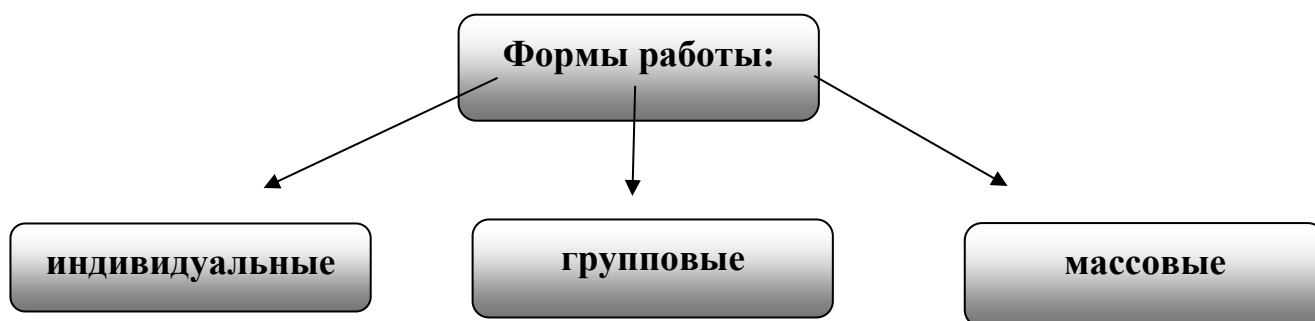 Формы работы:
индивидуальные
групповые
массовые